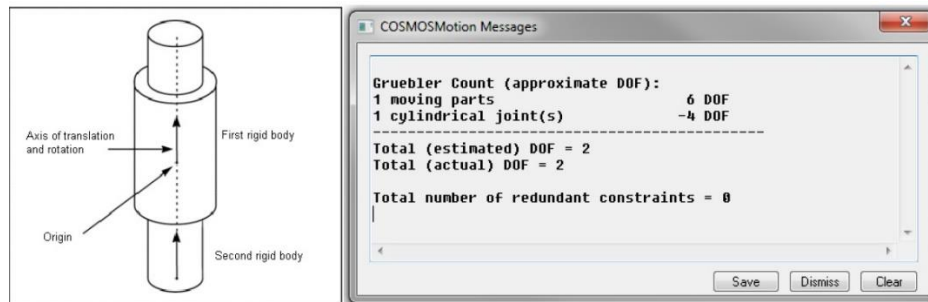 Axis of translation
and rotation
First rigid body
Origin
Second rigid body
COSMOSMotion Messages
Gruebler Count (approximate DOF):
1 moving parts 6 DOF
1 cylindrical joint(s) -4 DOF
---------------------------------------------
Total (estimated) DOF = 2
Total (actual) DOF = 2
Total number of redundant constraints = 0
Save Dismiss Clear